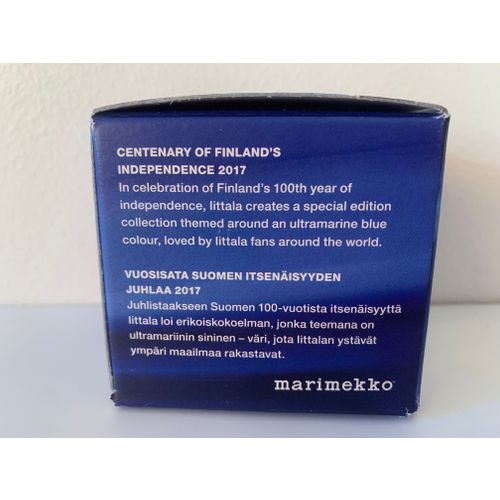 CENTENARY OF FINLAND'S
INDEPENDENCE 2017
In celebration of Finland's 100th year of
independence, Iittala creates a special edition
collection themed around an ultramarine blue
colour, loved by Iittala fans around the world.
VUOSISATA SUOMEN ITSENÄISYYDEN
JUHLAA 2017
Juhlistaakseen Suomen 100-vuotista itsenäisyyttä
Iittala loi erikoiskokoelman, jonka teemana on
ultramariinin sininen – väri, jota Iittalan ystävät
ympäri maailmaa rakastavat.
marimekko®